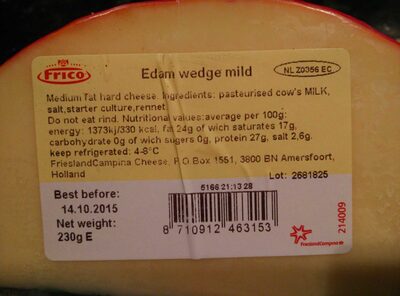 Frico
Edam wedge mild
NL Z0356 EC
Medium fat hard cheese. Ingredients: pasteurised cow's MILK,
salt,starter culture,rennet.
Do not eat rind. Nutritional values:average per 100g:
energy: 1373kj/330 kcal, fat 24g of wich saturates 17g,
carbohydrate 0g of wich sugers 0g, protein 27g, salt 2,6g.
keep refrigerated: 4-8°C
FrieslandCampina Cheese, P.O.Box 1551, 3800 BN Amersfoort,
Holland
Lot: 2681825
Best before:
14.10.2015
Net weight:
230g E
5166 21:13 28
8 710912 463153
FrieslandCampina
214009